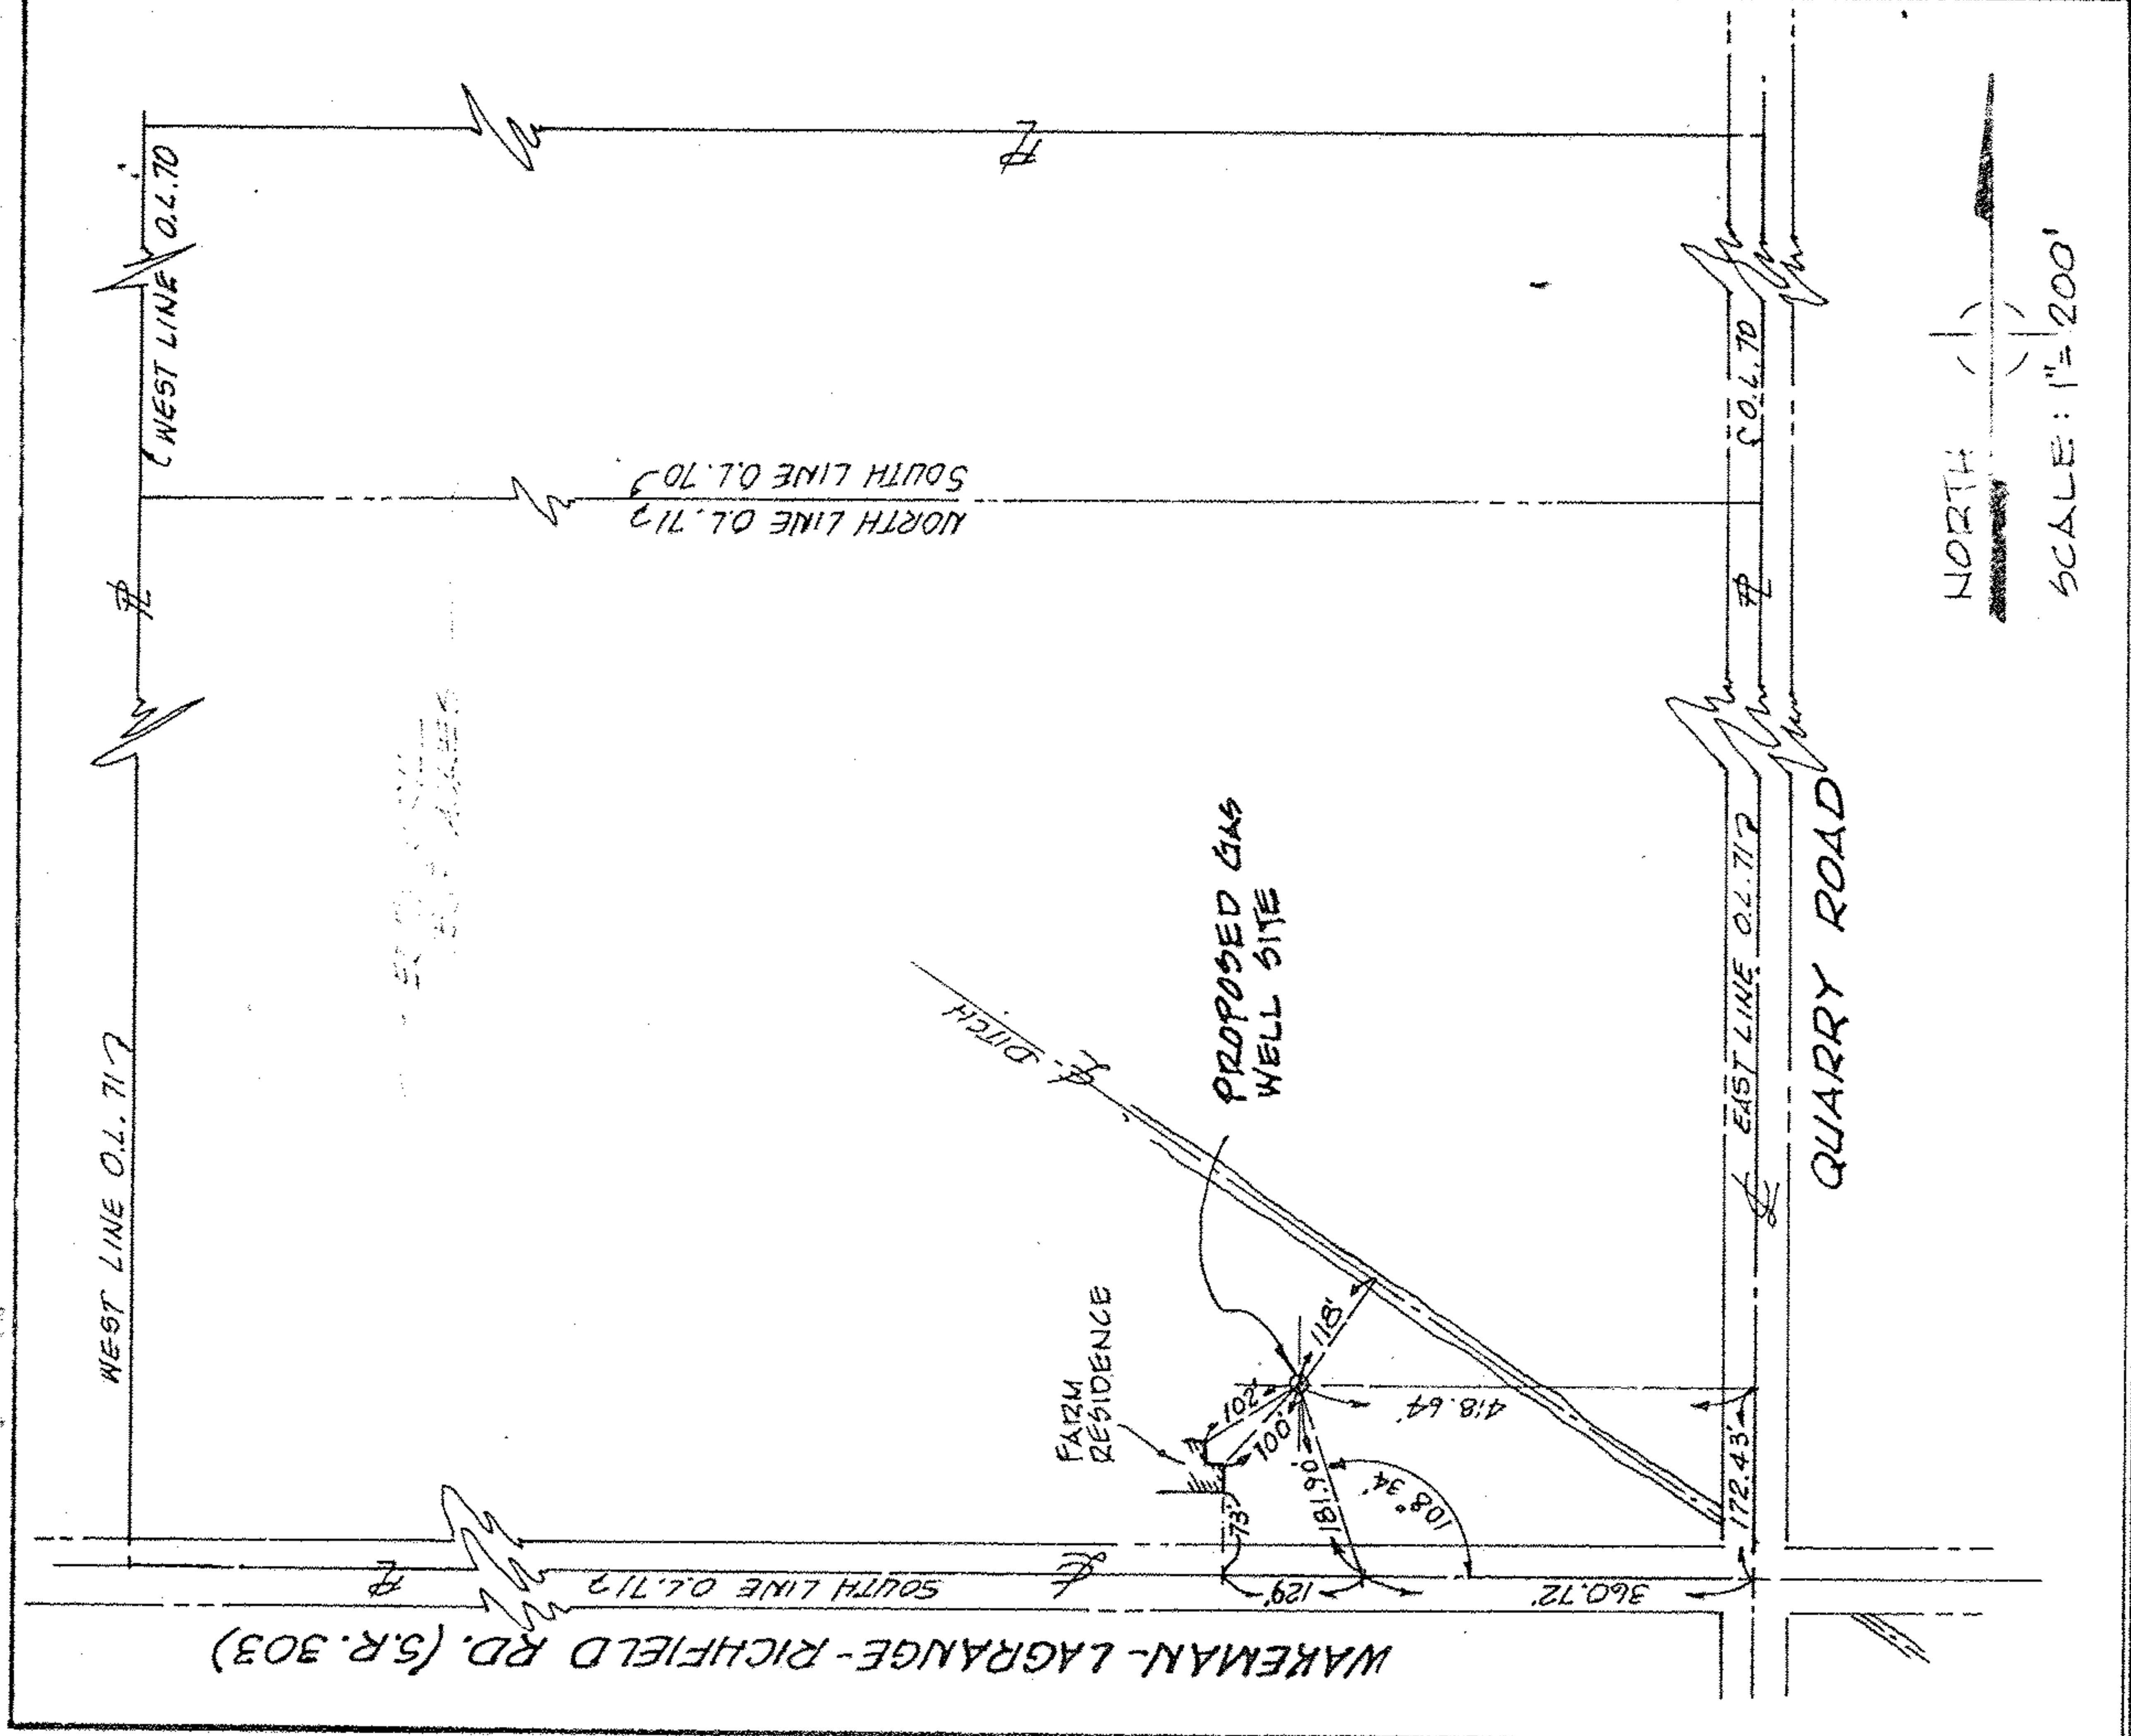 WEST LINE O.L. 71
WEST LINE O.L. 70
SOUTH LINE O.L. 70
NORTH LINE O.L. 71
℄ DITCH
PROPOSED GAS
WELL SITE
FARM
RESIDENCE
102'
100'
118'
73'
181.90'
108° 34'
418.64'
172.43'
129'
360.72'
℄
SOUTH LINE O.L. 71
WAKEMAN-LAGRANGE-RICHFIELD RD. (S.R. 303)
℄ EAST LINE O.L. 71
O.L. 70
QUARRY ROAD
NORTH
SCALE: 1"=200'